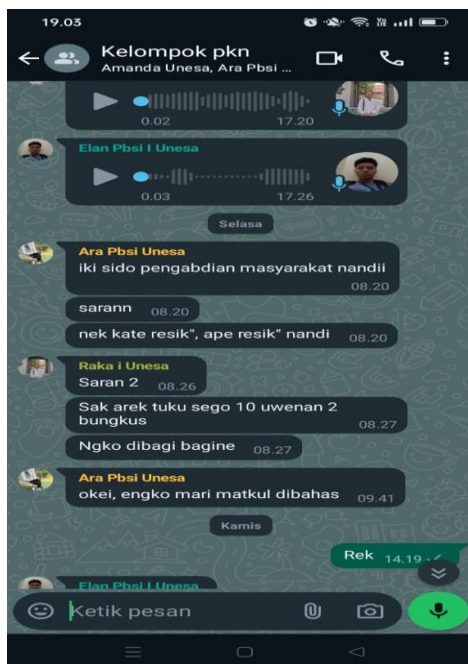 19.03
Kelompok pkn
Amanda Unesa, Ara Pbsi ...
0.02 17.20
Elan Pbsi I Unesa
0.03 17.26
Selasa
Ara Pbsi Unesa
iki sido pengabdian masyarakat nandii
08.20
sarann 08.20
nek kate resik", ape resik" nandi 08.20
Raka i Unesa
Saran 2 08.26
Sak arek tuku sego 10 uwenan 2
bungkus 08.27
Ngko dibagi bagine 08.27
Ara Pbsi Unesa
okei, engko mari matkul dibahas 09.41
Kamis
Rek 14.19
Elan Pbsi I Unesa
Ketik pesan